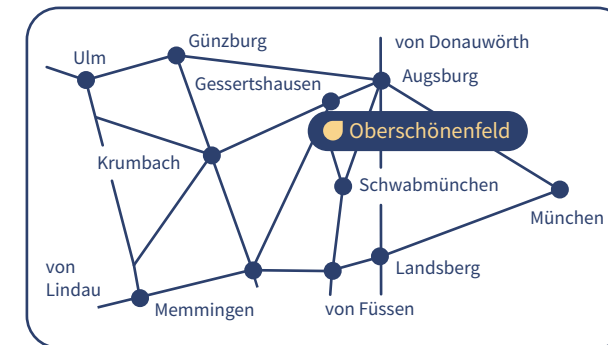 Günzburg
von Donauwörth
Ulm
Gessertshausen
Augsburg
Oberschönenfeld
Krumbach
Schwabmünchen
München
von
Lindau
Landsberg
Memmingen
von Füssen